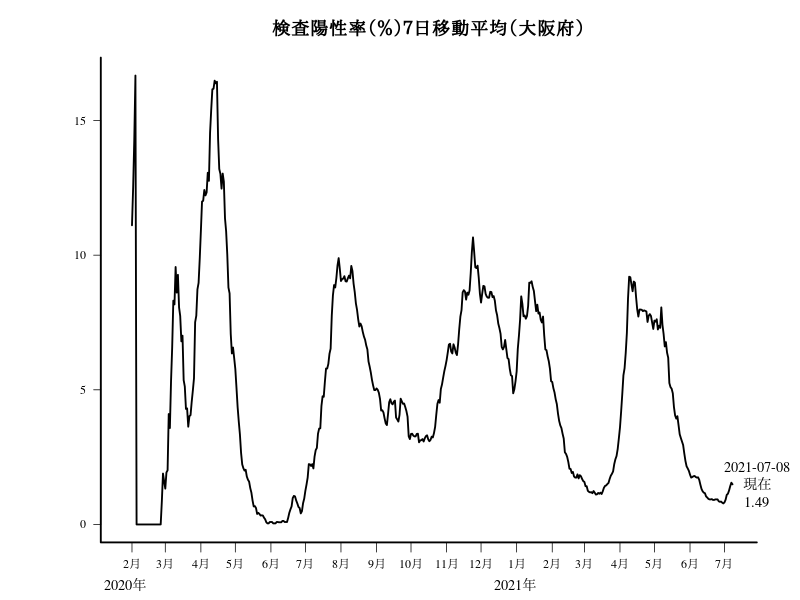 検査陽性率(%)7日移動平均(大阪府)
15
10
5
0
2021-07-08
現在
1.49
2月 3月 4月 5月 6月 8月 9月 10月 11月 12月 1月 2月 3月 4月 5月 6月 7月
2020年 2021年